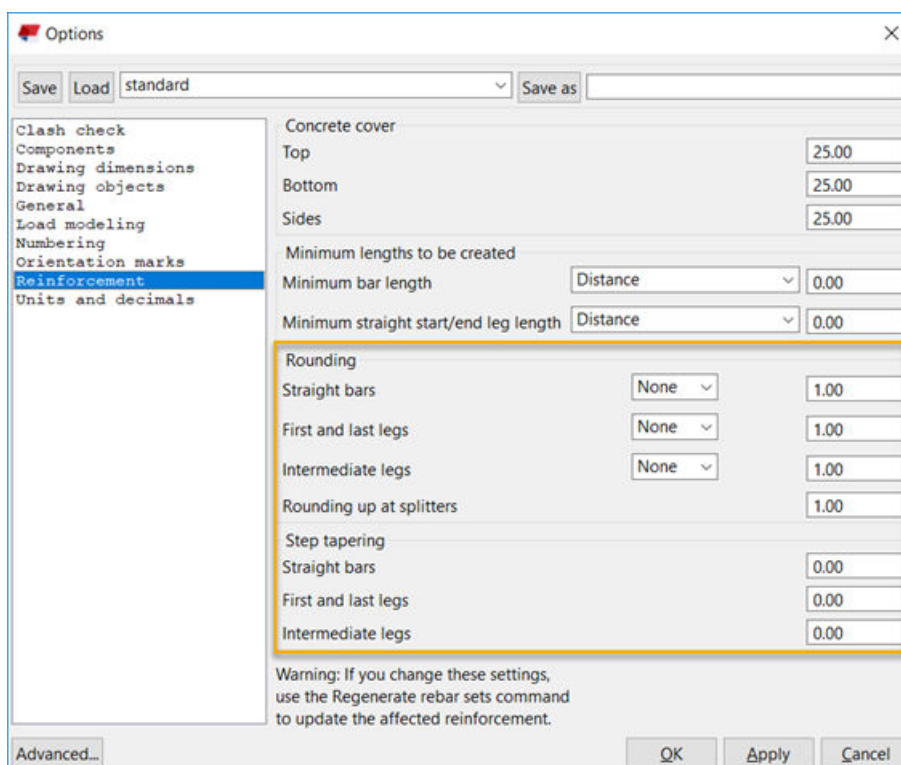 Options
Save Load standard Save as
Clash check
Components
Drawing dimensions
Drawing objects
General
Load modeling
Numbering
Orientation marks
Reinforcement
Units and decimals
Concrete cover
Top 25.00
Bottom 25.00
Sides 25.00
Minimum lengths to be created
Minimum bar length Distance 0.00
Minimum straight start/end leg length Distance 0.00
Rounding
Straight bars None 1.00
First and last legs None 1.00
Intermediate legs None 1.00
Rounding up at splitters 1.00
Step tapering
Straight bars 0.00
First and last legs 0.00
Intermediate legs 0.00
Warning: If you change these settings,
use the Regenerate rebar sets command
to update the affected reinforcement.
Advanced... OK Apply Cancel